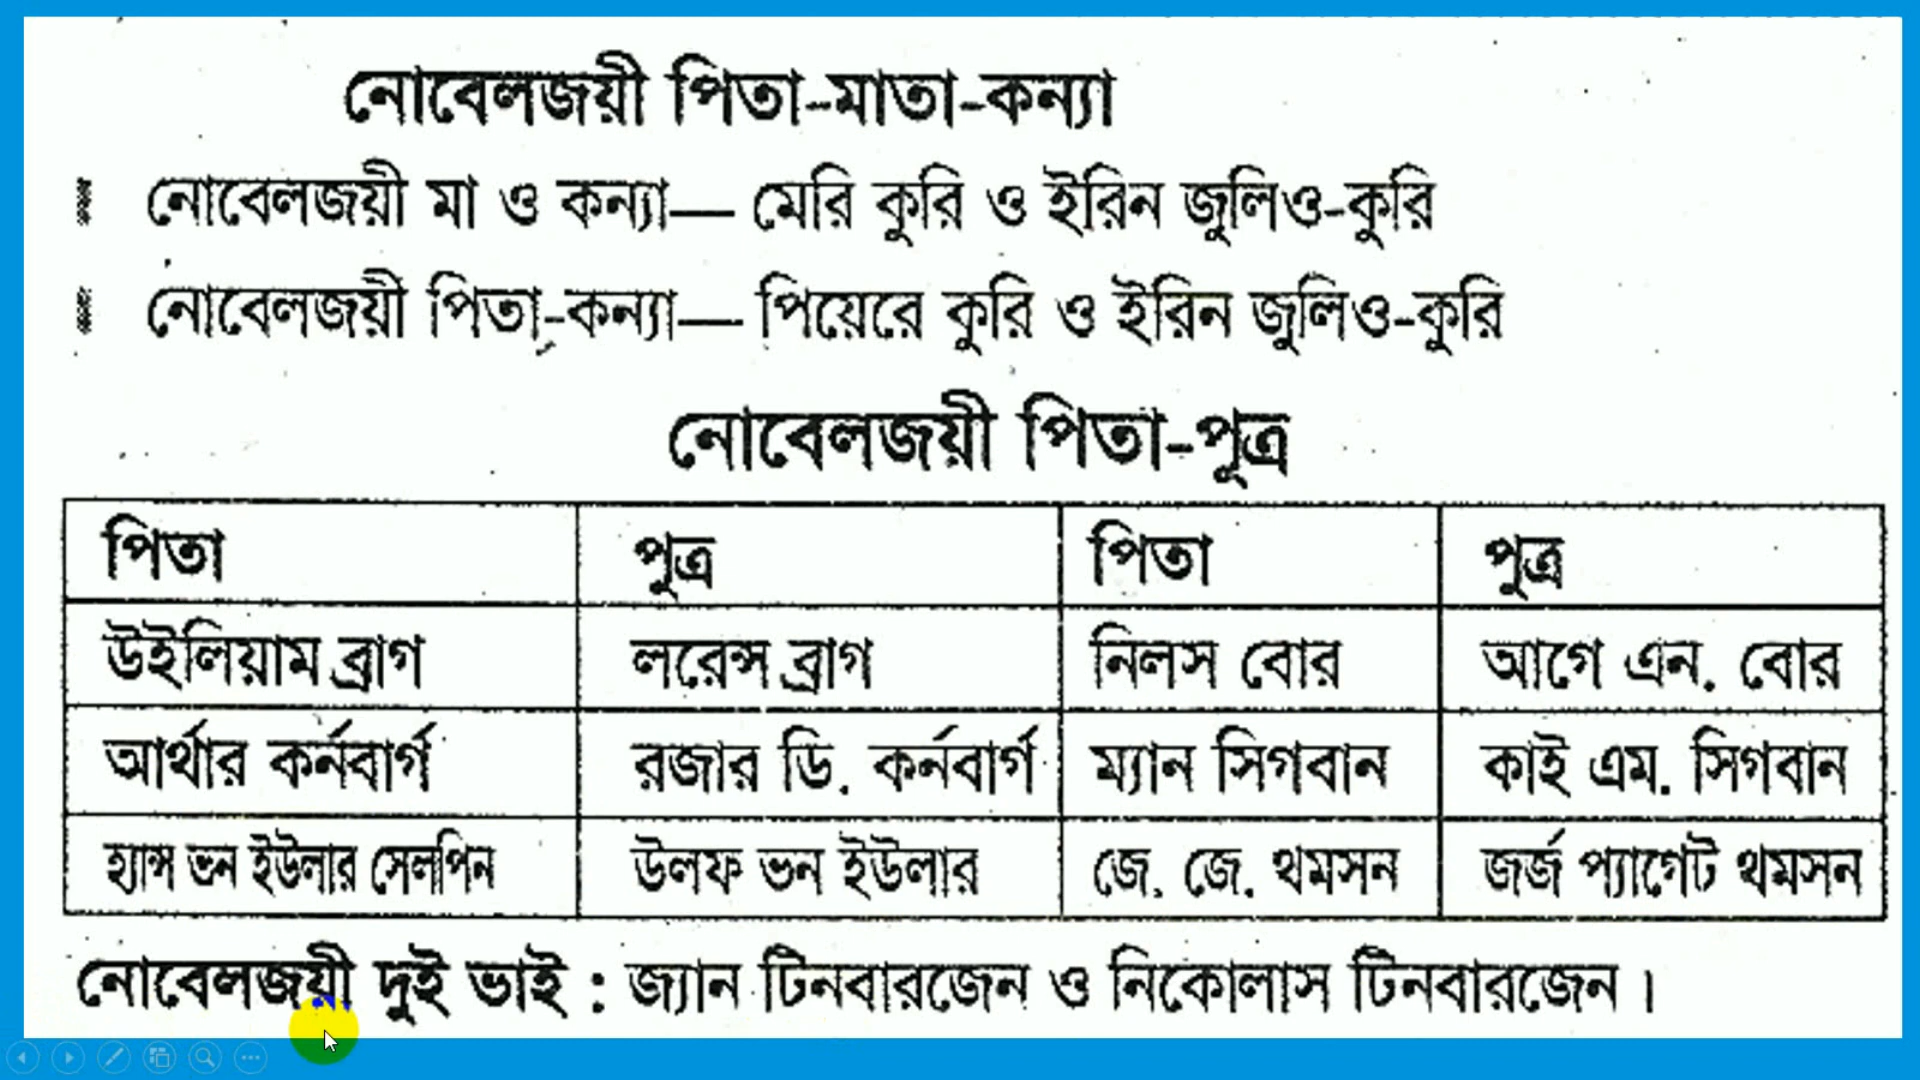 নোবেলজয়ী পিতা-মাতা-কন্যা
নোবেলজয়ী মা ও কন্যা— মেরি কুরি ও ইরিন জুলিও-কুরি
নোবেলজয়ী পিতা-কন্যা— পিয়েরে কুরি ও ইরিন জুলিও-কুরি
নোবেলজয়ী পিতা-পুত্র
পিতা পুত্র পিতা পুত্র
উইলিয়াম ব্রাগ লরেন্স ব্রাগ নিলস বোর আগে এন. বোর
আর্থার কর্নবার্গ রজার ডি. কর্নবার্গ ম্যান সিগবান কাই এম. সিগবান
হ্যান্স ভন ইউলার সেলপিন উলফ ভন ইউলার জে. জে. থমসন জর্জ প্যাগেট থমসন
নোবেলজয়ী দুই ভাই : জ্যান টিনবারজেন ও নিকোলাস টিনবারজেন।